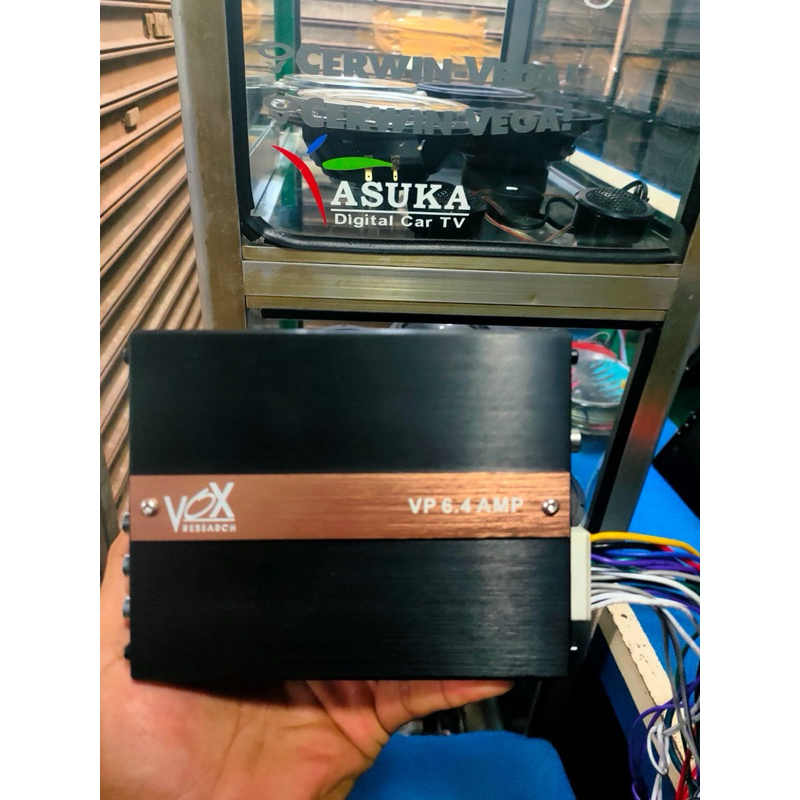 CERWIN-VEGA!
CERWIN-VEGA!
ASUKA
Digital Car TV
VOX
RESEARCH
VP 6.4 AMP